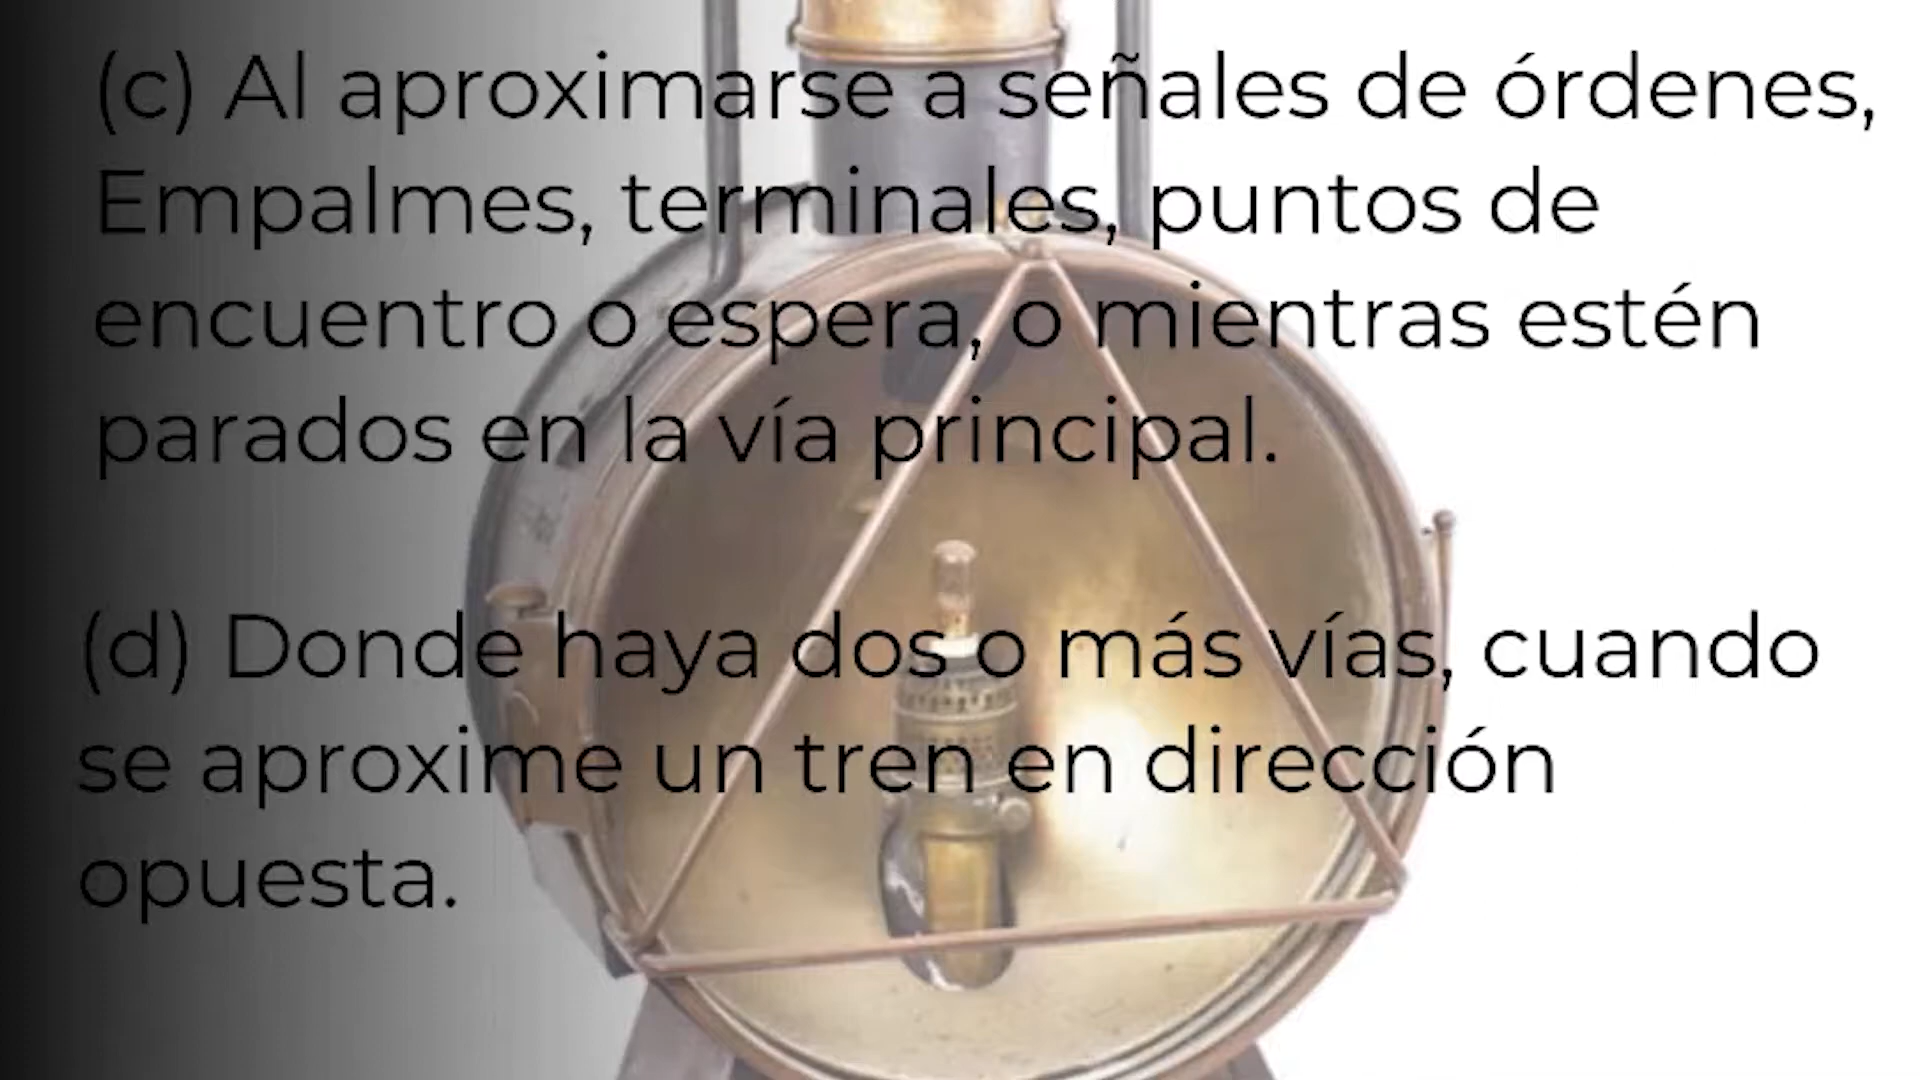 (c) Al aproximarse a señales de órdenes,
Empalmes, terminales, puntos de
encuentro o espera, o mientras estén
parados en la vía principal.
(d) Donde haya dos o más vías, cuando
se aproxime un tren en dirección
opuesta.